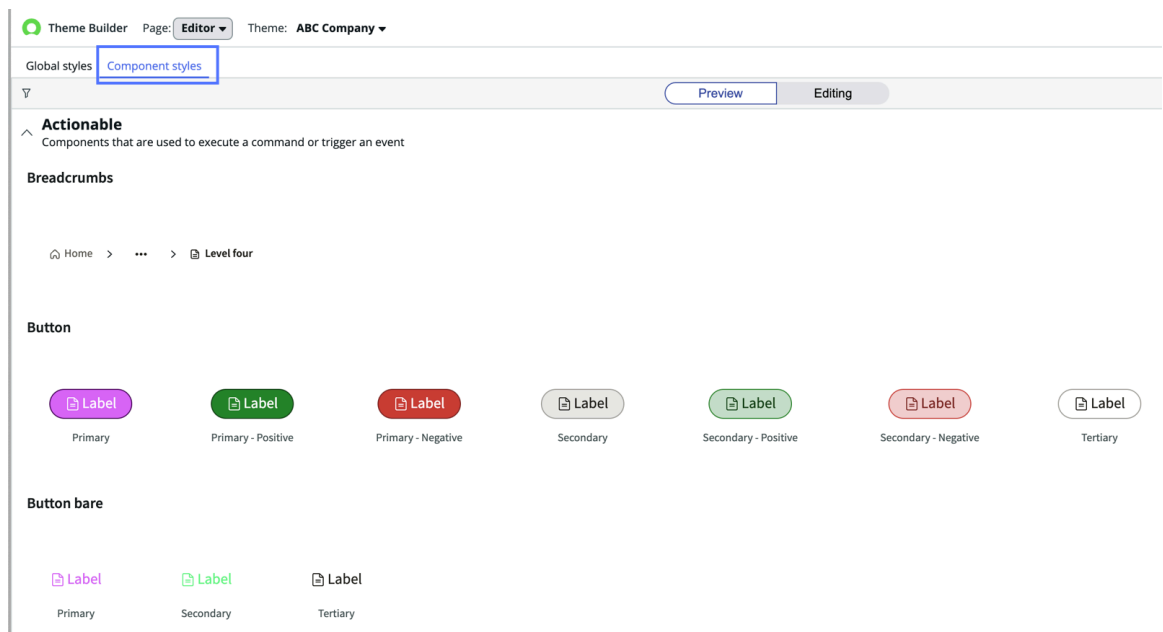 Theme Builder Page: Editor Theme: ABC Company
Global styles Component styles
Preview Editing
Actionable
Components that are used to execute a command or trigger an event
Breadcrumbs
Home ••• Level four
Button
Label Label Label Label Label Label Label
Primary Primary - Positive Primary - Negative Secondary Secondary - Positive Secondary - Negative Tertiary
Button bare
Label Label Label
Primary Secondary Tertiary